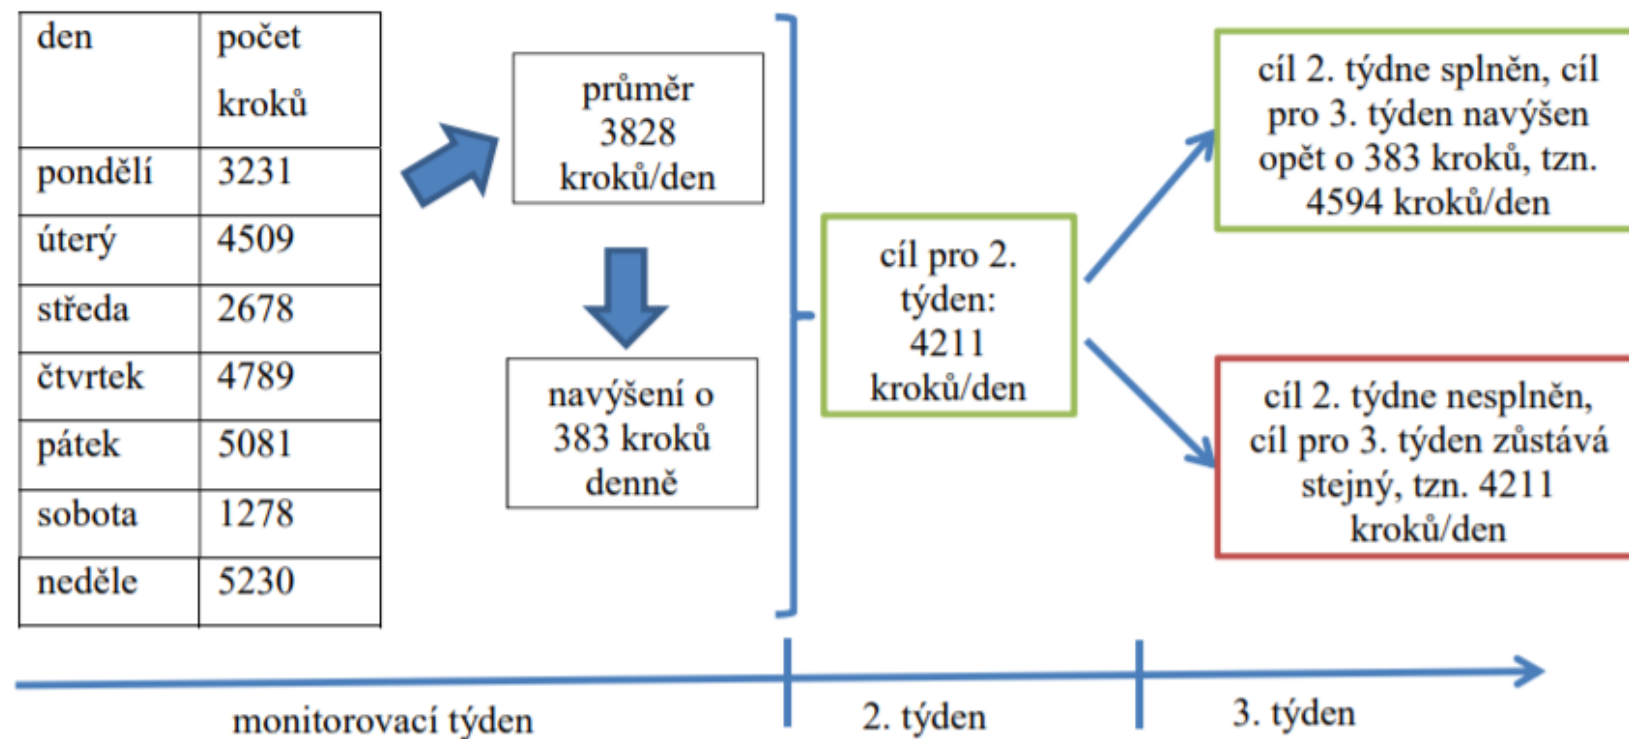 den
počet
kroků
pondělí 3231
úterý 4509
středa 2678
čtvrtek 4789
pátek 5081
sobota 1278
neděle 5230
průměr
3828
kroků/den
navýšení o
383 kroků
denně
cíl pro 2.
týden:
4211
kroků/den
cíl 2. týdne splněn, cíl
pro 3. týden navýšen
opět o 383 kroků, tzn.
4594 kroků/den
cíl 2. týdne nesplněn,
cíl pro 3. týden zůstává
stejný, tzn. 4211
kroků/den
monitorovací týden
2. týden
3. týden